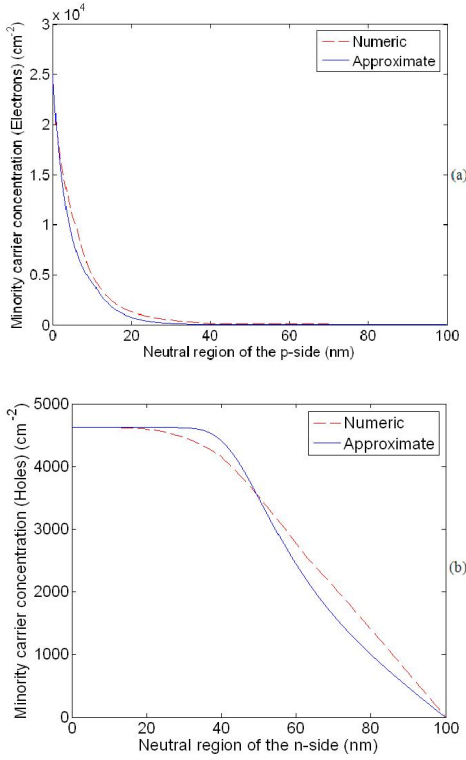 3 x 10^4
2.5
2
1.5
1
0.5
0
0 20 40 60 80 100
Minority carrier concentration (Electrons) (cm^-2)
Neutral region of the p-side (nm)
Numeric
Approximate
(a)
5000
4000
3000
2000
1000
0
0 20 40 60 80 100
Minority carrier concentration (Holes) (cm^-2)
Neutral region of the n-side (nm)
Numeric
Approximate
(b)